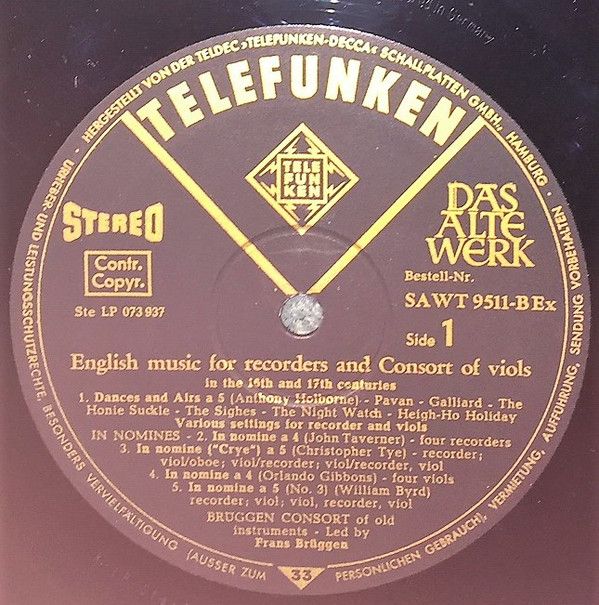 HERGESTELLT VON DER TELDEC »TELEFUNKEN-DECCA« SCHALLPLATTEN GMBH., HAMBURG •
URHEBER- UND LEISTUNGSSCHUTZRECHTE, BESONDERS VERVIELFÄLTIGUNG (AUSSER ZUM PERSÖNLICHEN GEBRAUCH), VERMIETUNG, AUFFÜHRUNG, SENDUNG VORBEHALTEN
TELEFUNKEN
TELE
FUN
KEN
STEREO
Contr.
Copyr.
Ste LP 073 937
DAS
ALTE
WERK
Bestell-Nr.
SAWT 9511-B Ex
Side 1
English music for recorders and Consort of viols
in the 16th and 17th centuries
1. Dances and Airs a 5 (Anthony Holborne) - Pavan - Galliard - The
Honie Suckle - The Sighes - The Night Watch - Heigh-Ho Holiday
Various settings for recorder and viols
IN NOMINES - 2. In nomine a 4 (John Taverner) - four recorders
3. In nomine ("Crye") a 5 (Christopher Tye) - recorder;
viol/oboe; viol/recorder; viol/recorder, viol
4. In nomine a 4 (Orlando Gibbons) - four viols
5. In nomine a 5 (No. 3) (William Byrd)
recorder; viol; viol, recorder, viol
BRÜGGEN CONSORT of old
instruments - Led by
Frans Brüggen
33
in Germany